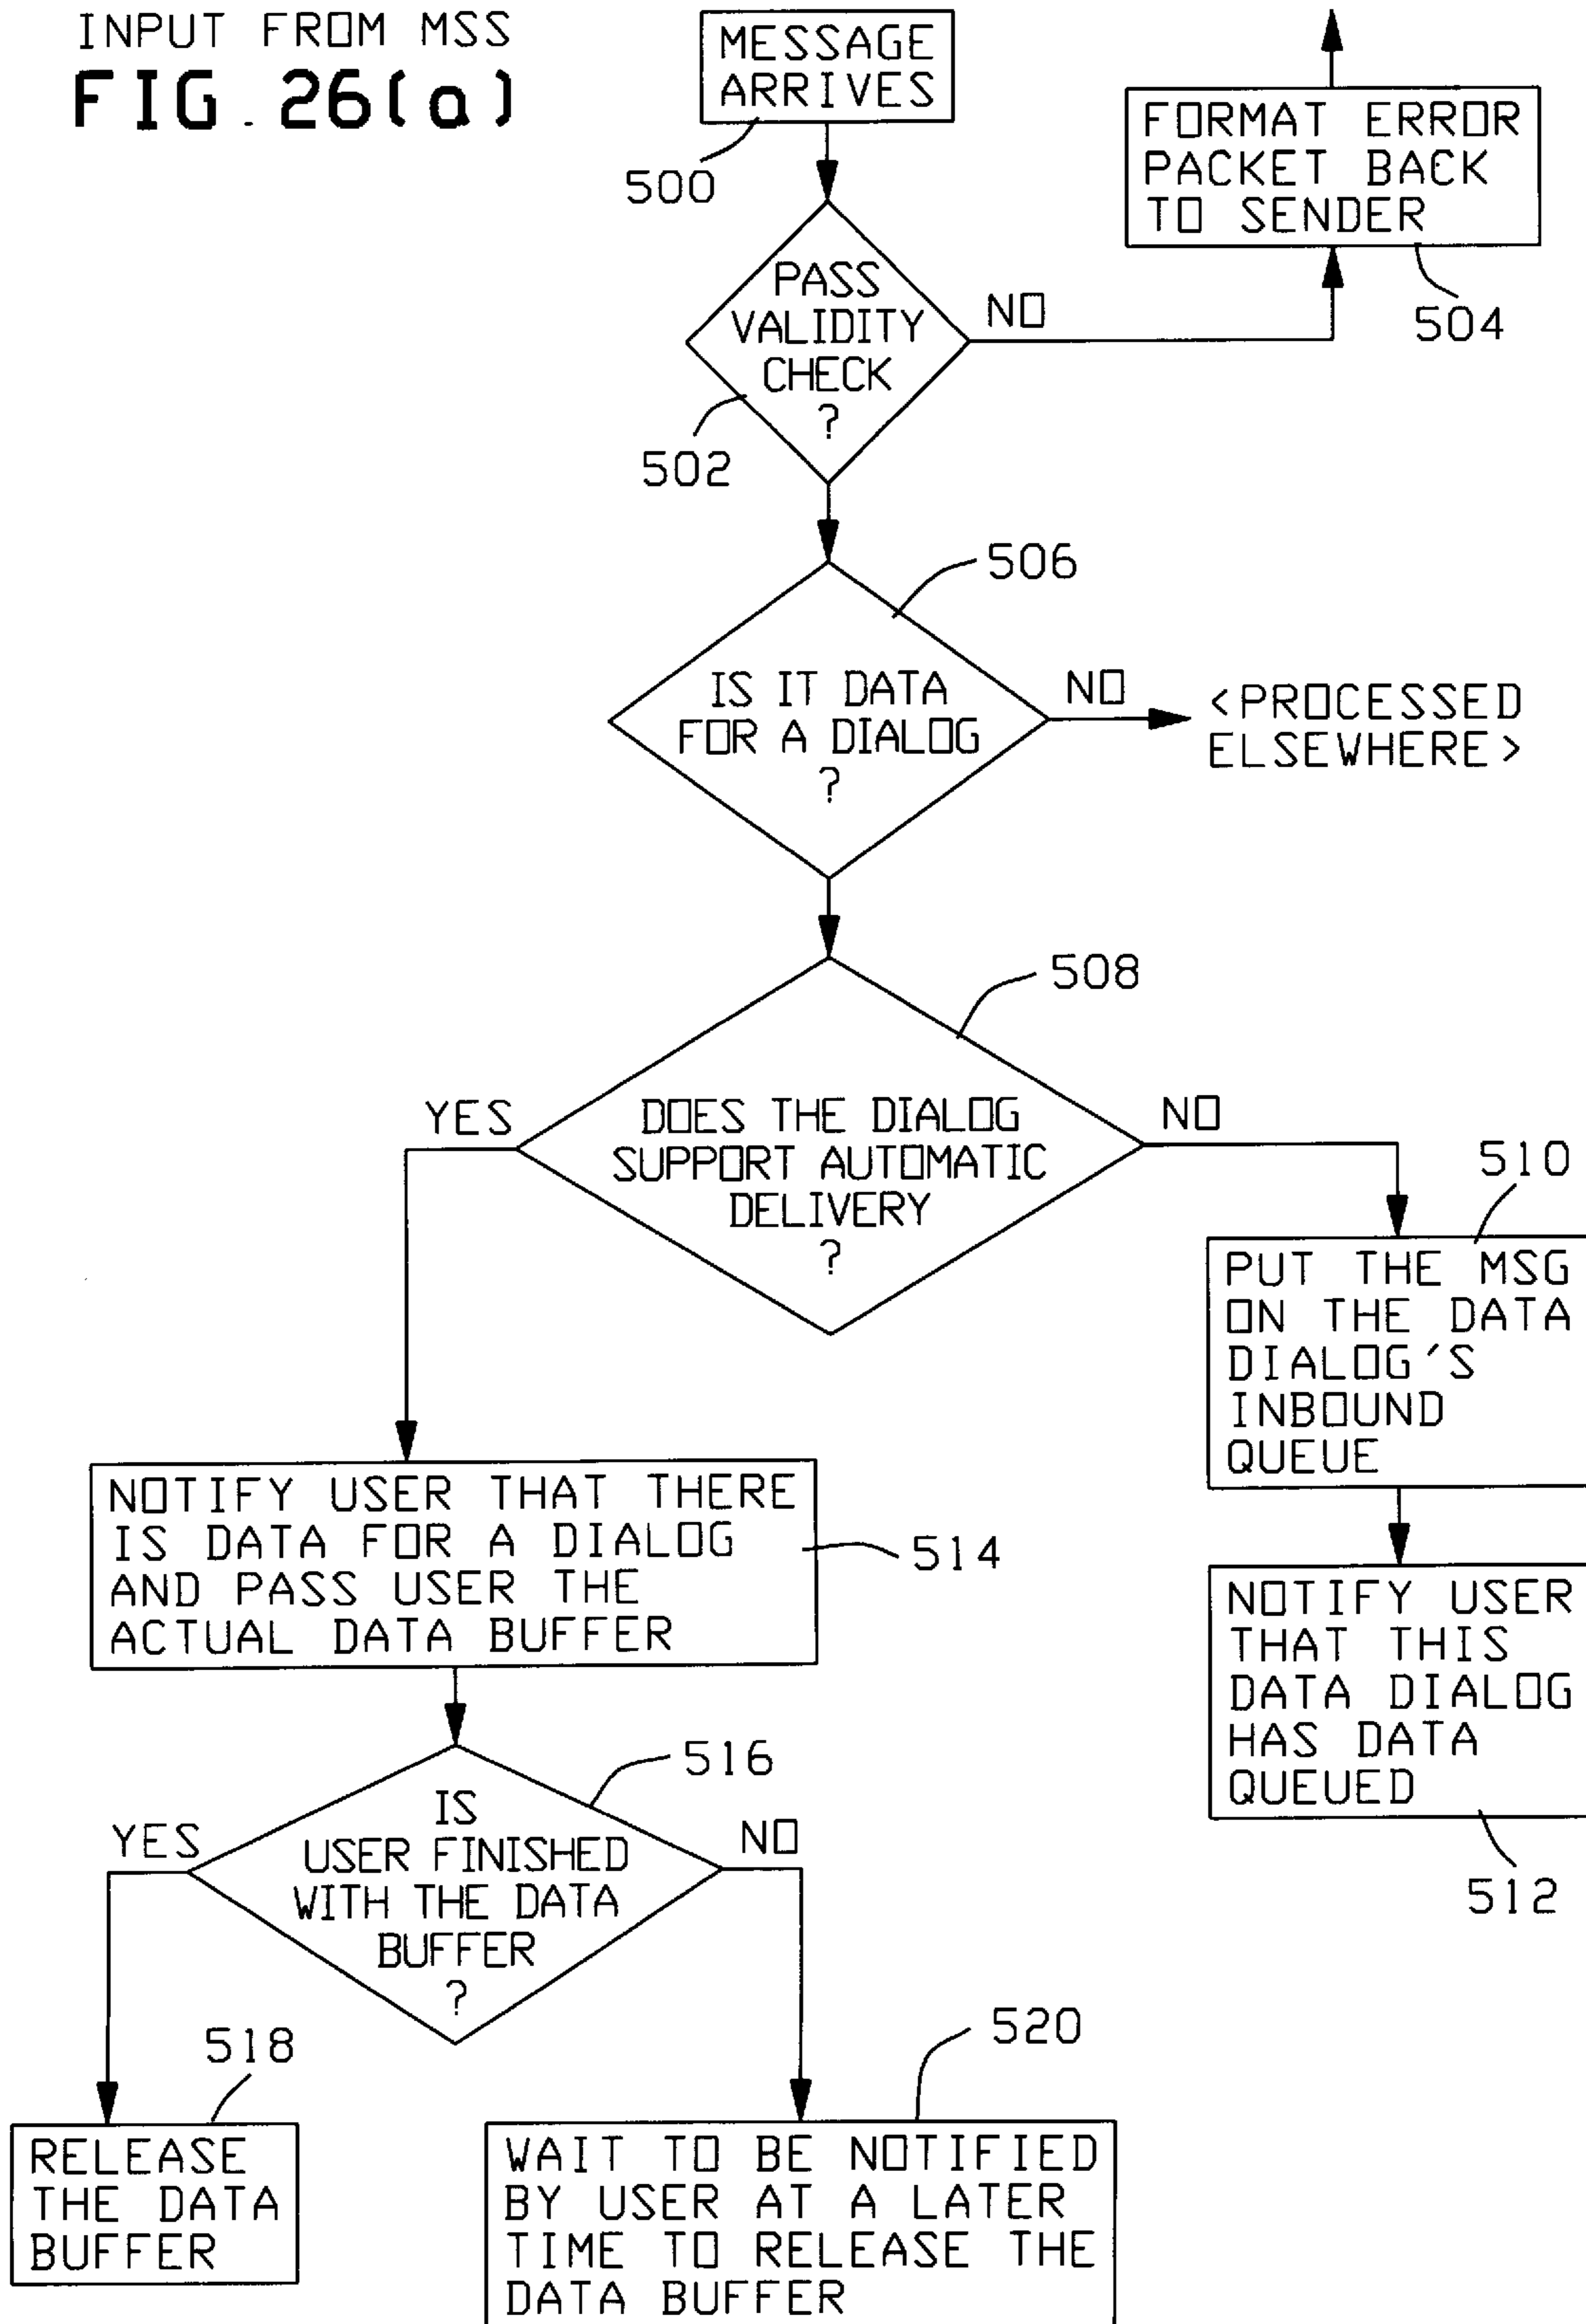 INPUT FROM MSS
FIG. 26(a)
MESSAGE
ARRIVES
500
FORMAT ERROR
PACKET BACK
TO SENDER
504
PASS
VALIDITY
CHECK
?
NO
502
506
IS IT DATA
FOR A DIALOG
?
NO
<PROCESSED
ELSEWHERE>
508
YES
DOES THE DIALOG
SUPPORT AUTOMATIC
DELIVERY
?
NO
510
PUT THE MSG
ON THE DATA
DIALOG'S
INBOUND
QUEUE
NOTIFY USER THAT THERE
IS DATA FOR A DIALOG
AND PASS USER THE
ACTUAL DATA BUFFER
514
NOTIFY USER
THAT THIS
DATA DIALOG
HAS DATA
QUEUED
512
516
YES
IS
USER FINISHED
WITH THE DATA
BUFFER
?
NO
518
RELEASE
THE DATA
BUFFER
520
WAIT TO BE NOTIFIED
BY USER AT A LATER
TIME TO RELEASE THE
DATA BUFFER